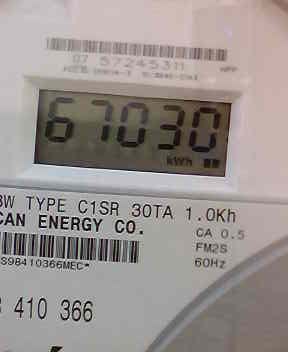 07 57245311
67030
kWh
3W TYPE C1SR 30TA 1.0Kh
CAN ENERGY CO.
CA 0.5
FM2S
60Hz
S98410366MEC*
410 366